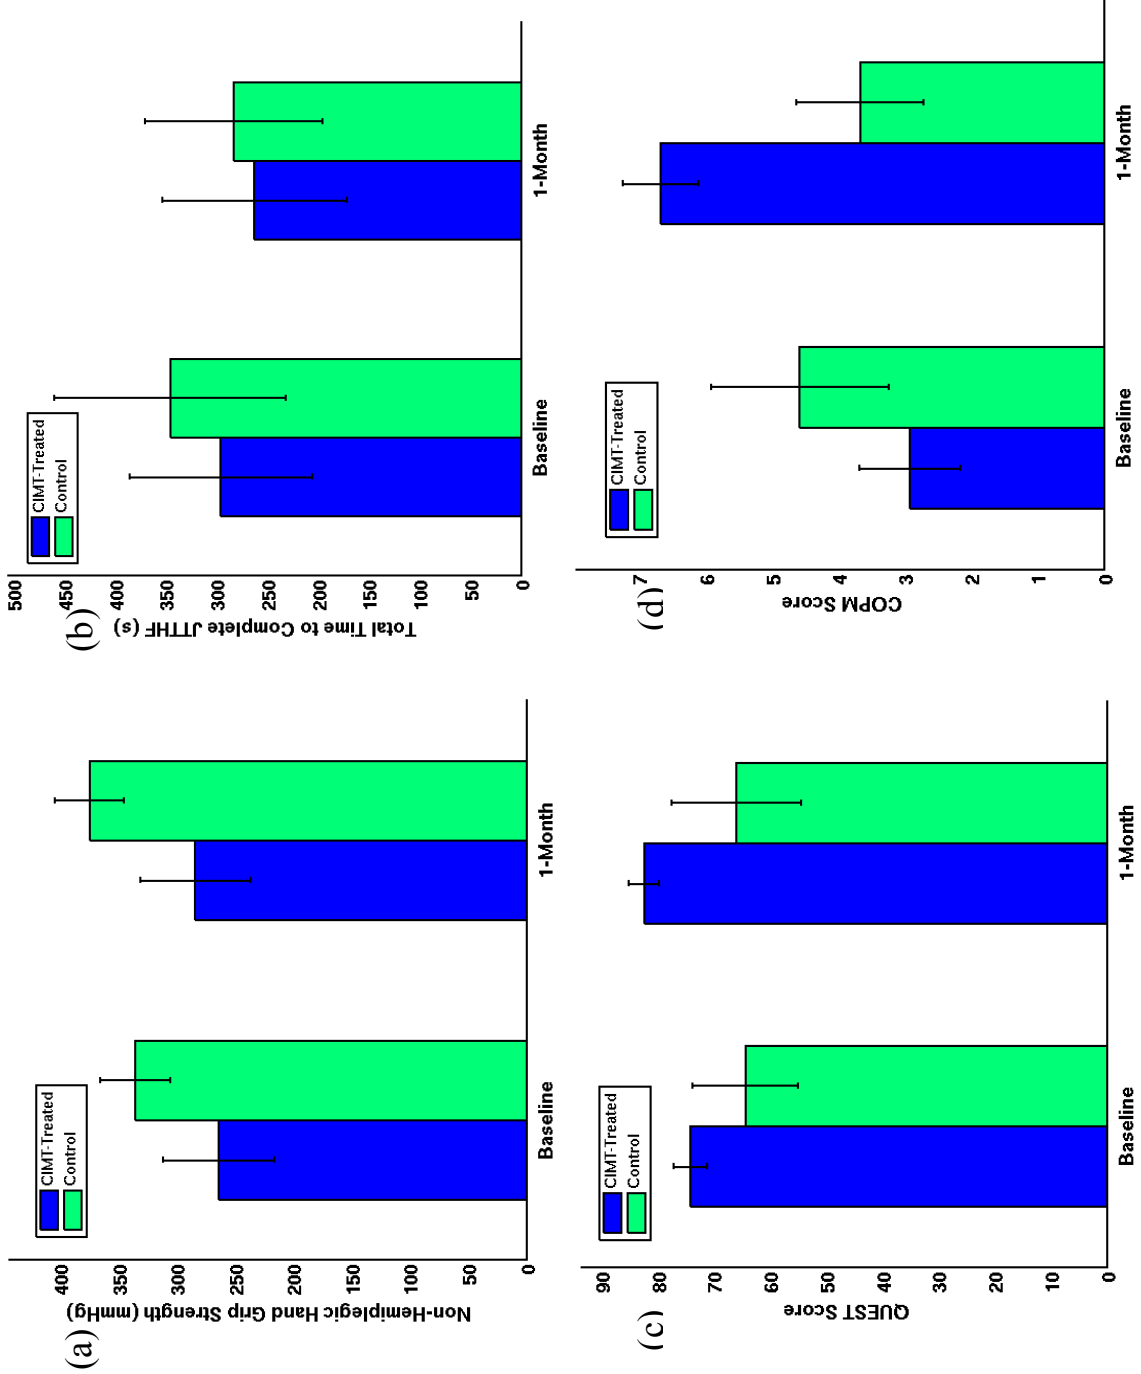 (a)
Non-Hemiplegic Hand Grip Strength (mmHg)
400
350
300
250
200
150
100
50
0
CIMT-Treated
Control
Baseline
1-Month
(b)
Total Time to Complete JTTHF (s)
500
450
400
350
300
250
200
150
100
50
0
CIMT-Treated
Control
Baseline
1-Month
(c)
QUEST Score
90
80
70
60
50
40
30
20
10
0
CIMT-Treated
Control
Baseline
1-Month
(d)
COPM Score
7
6
5
4
3
2
1
0
CIMT-Treated
Control
Baseline
1-Month